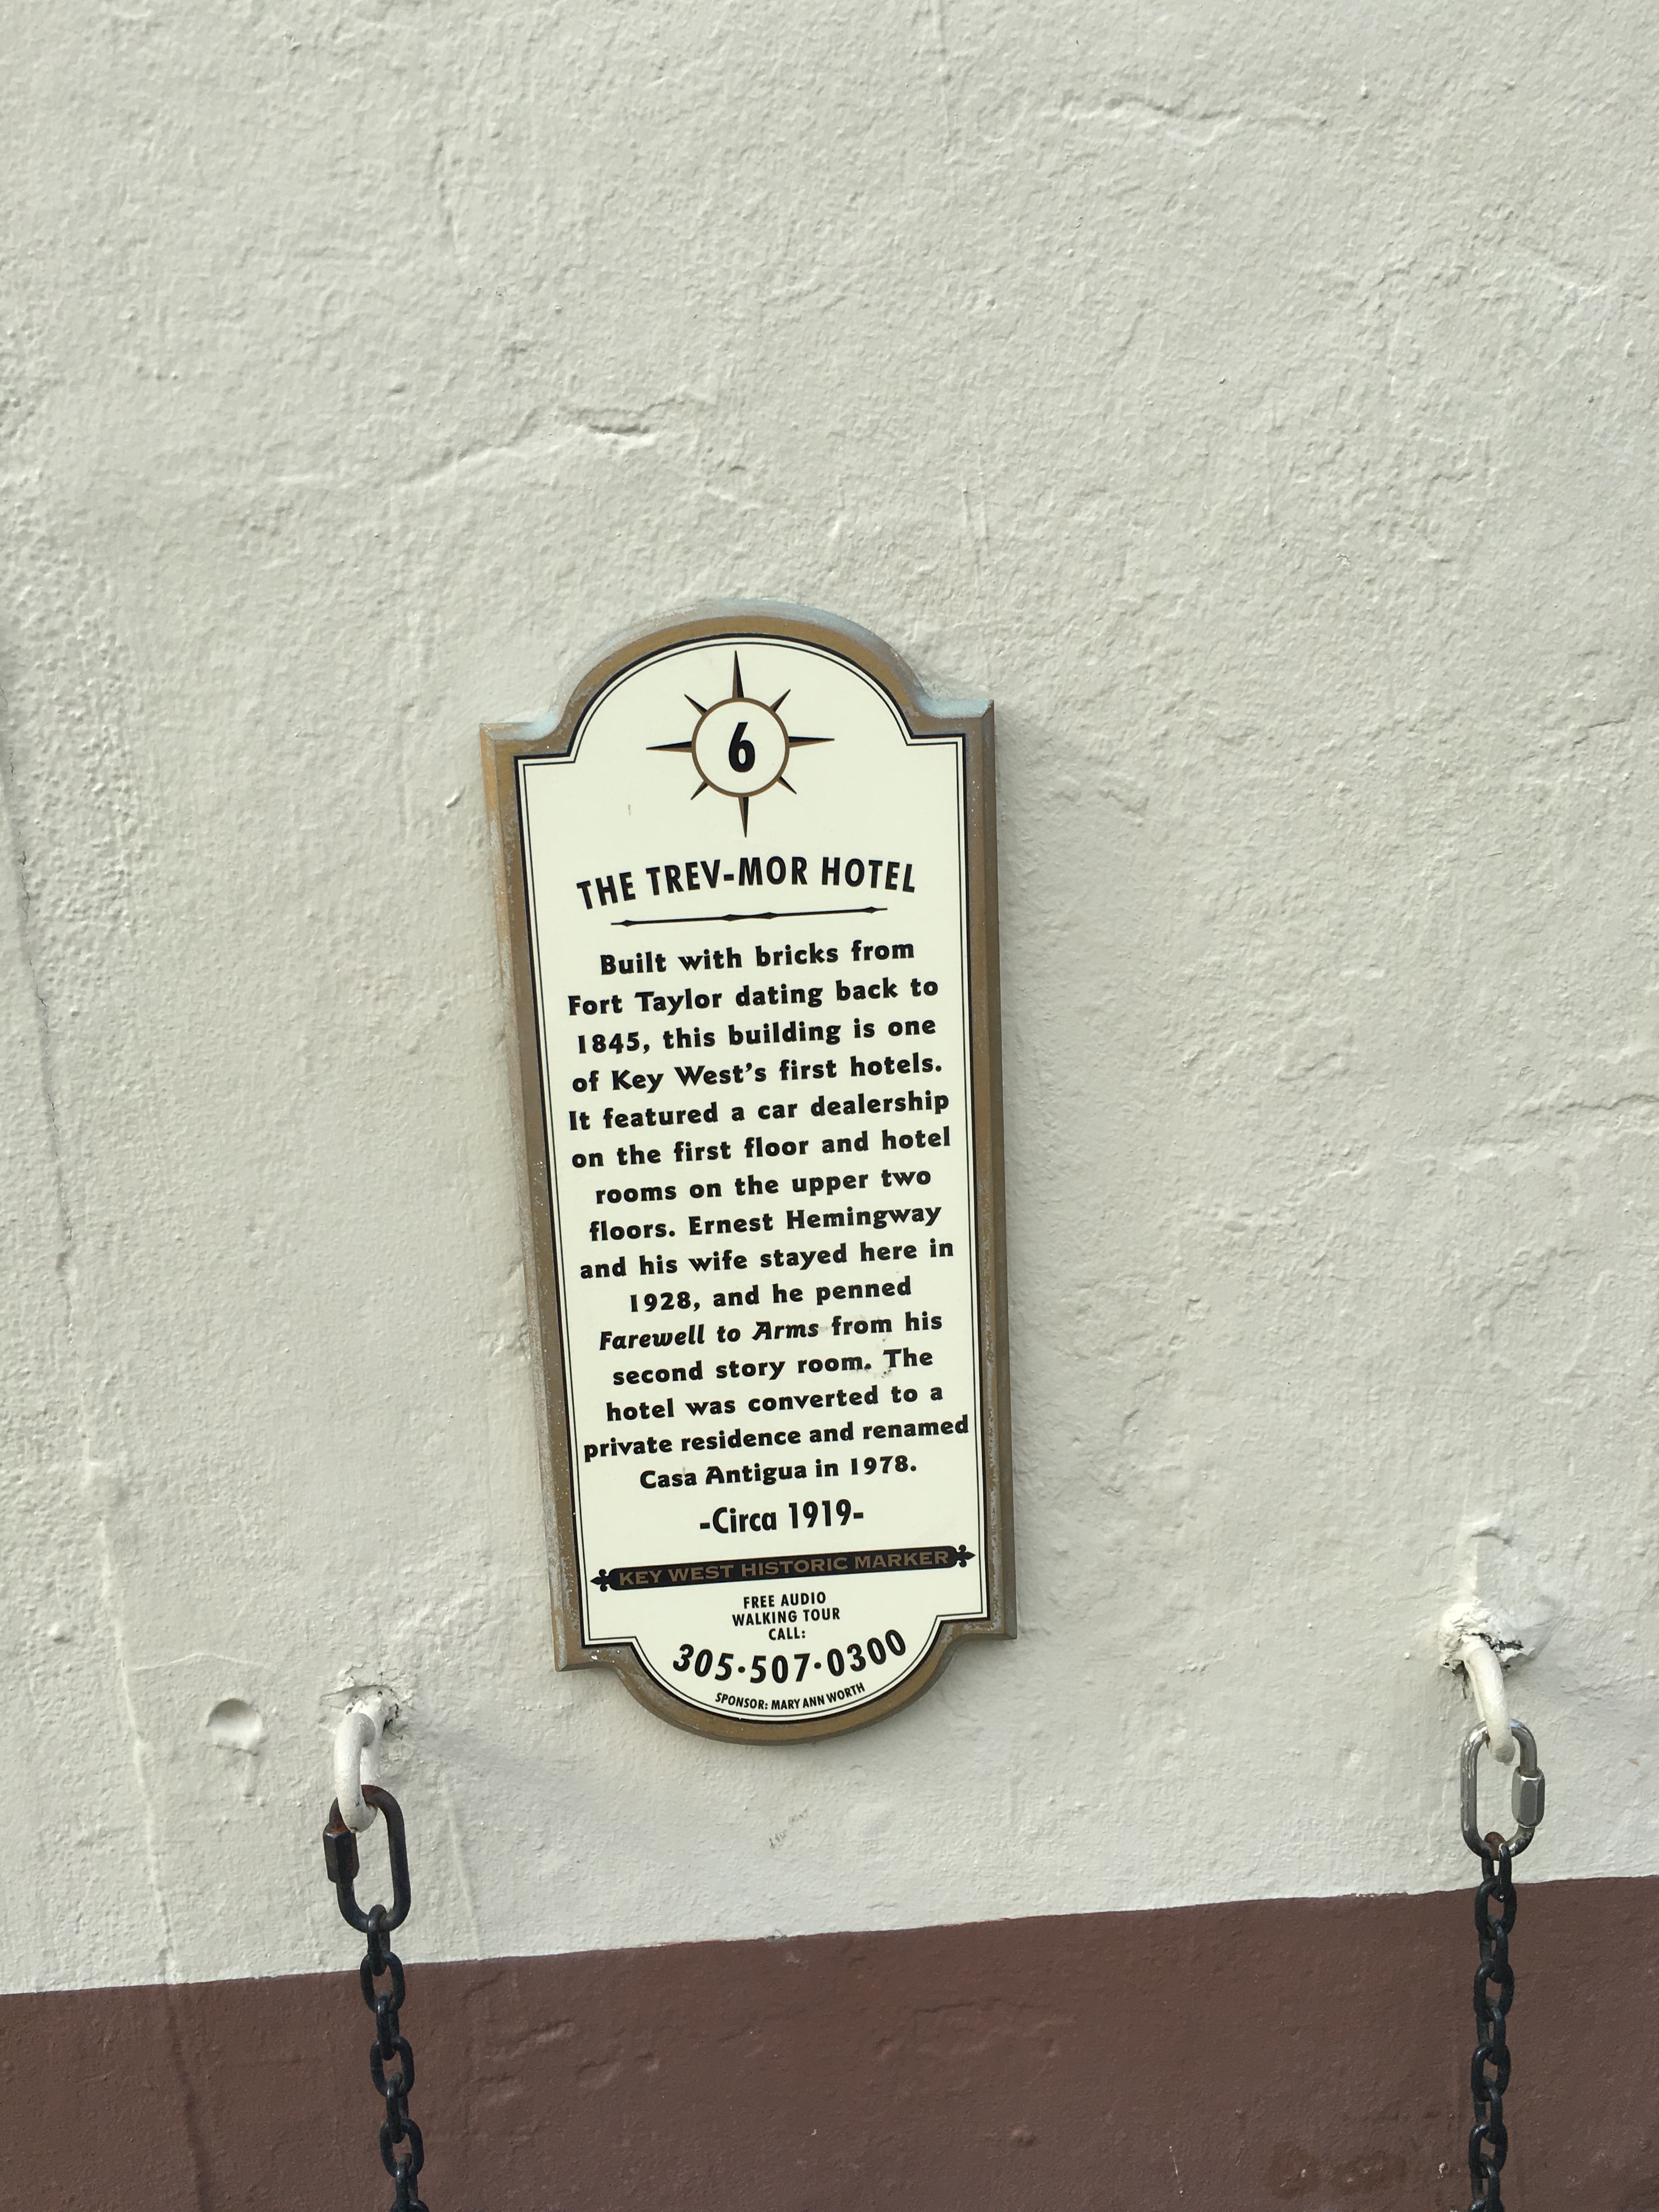 6
THE TREV-MOR HOTEL
Built with bricks from
Fort Taylor dating back to
1845, this building is one
of Key West's first hotels.
It featured a car dealership
on the first floor and hotel
rooms on the upper two
floors. Ernest Hemingway
and his wife stayed here in
1928, and he penned
Farewell to Arms from his
second story room. The
hotel was converted to a
private residence and renamed
Casa Antigua in 1978.
-Circa 1919-
KEY WEST HISTORIC MARKER
FREE AUDIO
WALKING TOUR
CALL:
305·507·0300
SPONSOR: MARY ANN WORTH